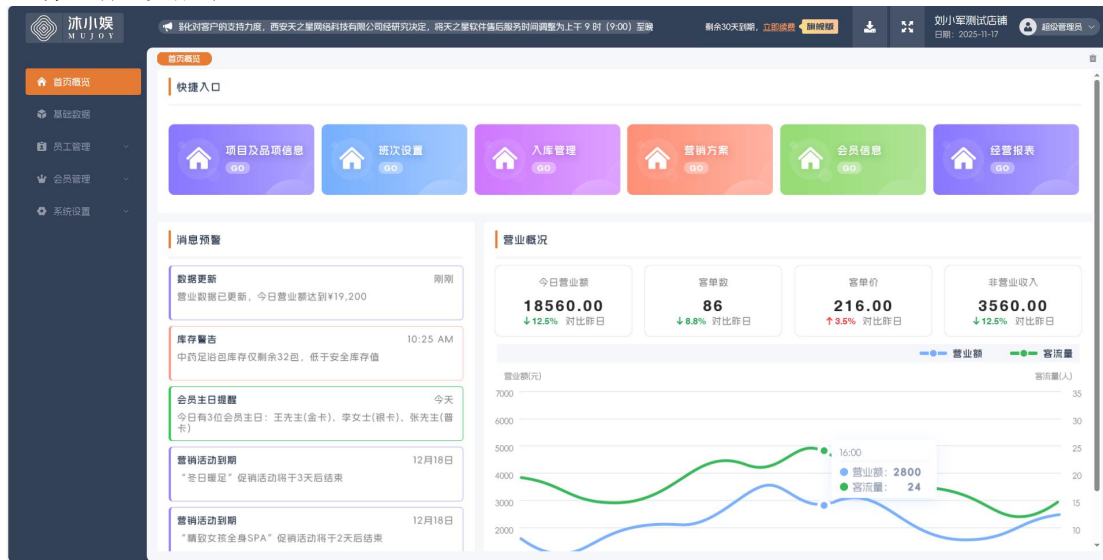 沐小娱
MUJOY
化对客户的支持力度，西安天之星网络科技有限公司经研究决定，将天之星软件售后服务时间调整为上午 9 时（9:00）至晚
剩余30天到期，立即续费 旗舰版
刘小军测试店铺
日期：2025-11-17
超级管理员
首页概览
首页概览
基础数据
员工管理
会员管理
系统设置
快捷入口
项目及品项信息
GO
班次设置
GO
入库管理
GO
营销方案
GO
会员信息
GO
经营报表
GO
消息预警
数据更新 刚刚
营业数据已更新，今日营业额达到¥19,200
库存警告 10:25 AM
中药足浴包库存仅剩余32包，低于安全库存值
会员生日提醒 今天
今日有3位会员生日：王先生(金卡)、李女士(银卡)、张先生(普
卡)
营销活动到期 12月18日
“冬日暖足”促销活动将于3天后结束
营销活动到期 12月18日
“精致女孩全身SPA”促销活动将于2天后结束
营业概况
今日营业额
18560.00
↓12.5% 对比昨日
客单数
86
↓8.8% 对比昨日
客单价
216.00
↑3.5% 对比昨日
非营业收入
3560.00
↓12.5% 对比昨日
营业额 客流量
营业额(元) 客流量(人)
7000 35
6000 30
5000 25
4000 20
3000 15
2000 10
16:00
营业额：2800
客流量：24